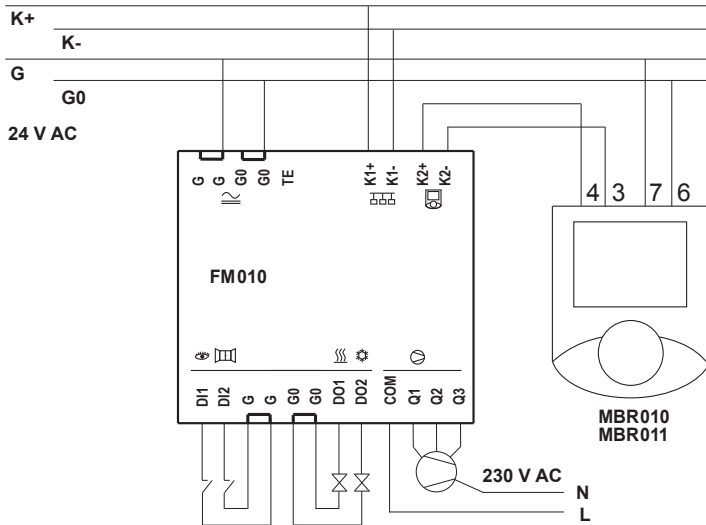 K+
K-
G
G0
24 V AC
G G G0 G0 TE K1+ K1- K2+ K2-
4 3 7 6
FM010
DI1 DI2 G G G0 G0 DO1 DO2 COM Q1 Q2 Q3
MBR010
MBR011
230 V AC
N
L